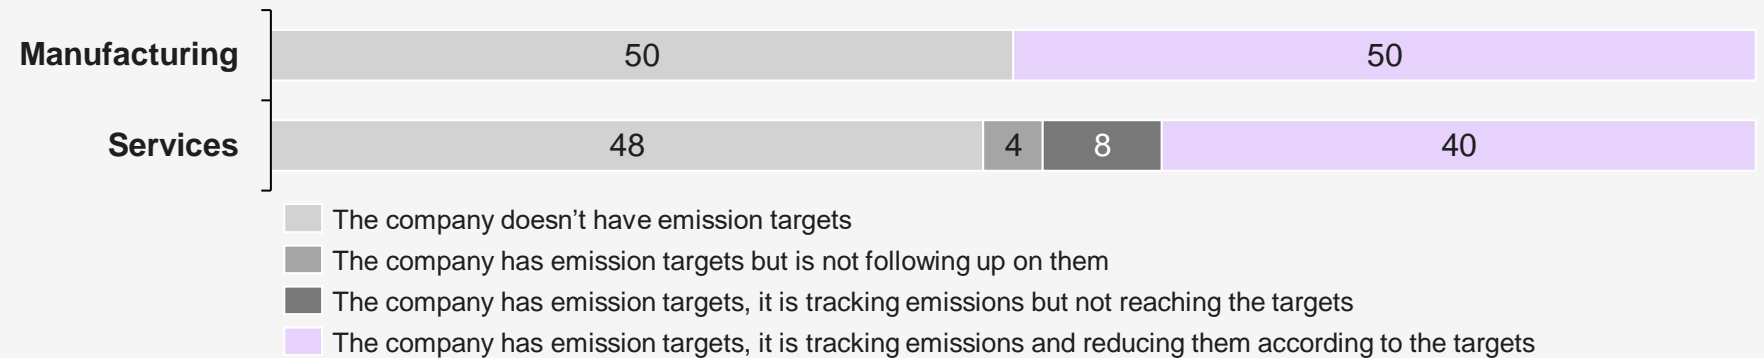 Manufacturing 50 50
Services 48 4 8 40
The company doesn’t have emission targets
The company has emission targets but is not following up on them
The company has emission targets, it is tracking emissions but not reaching the targets
The company has emission targets, it is tracking emissions and reducing them according to the targets